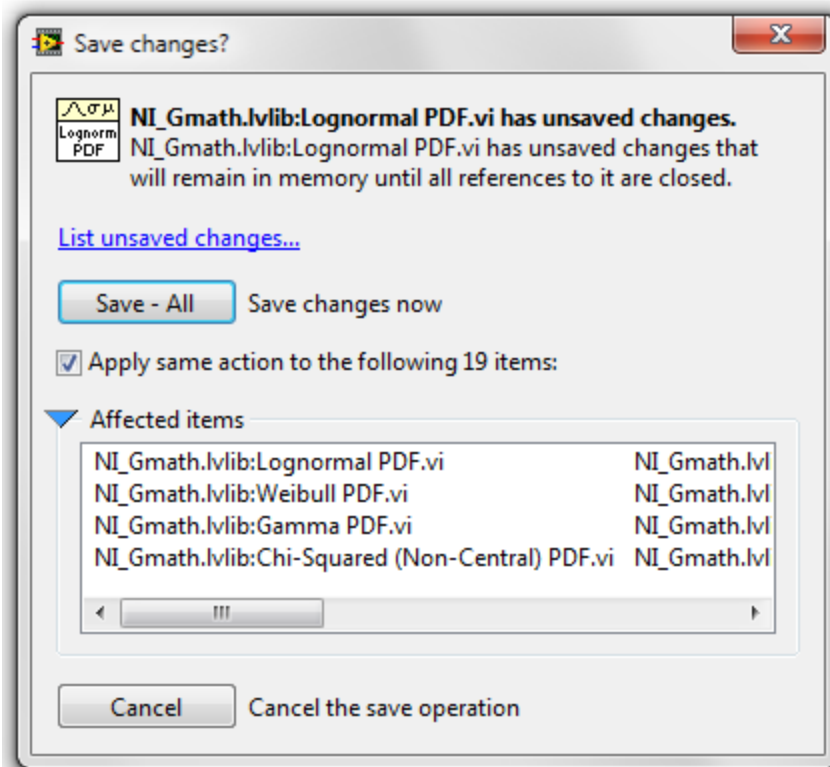 Save changes?
Λσμ
Lognorm
PDF
NI_Gmath.lvlib:Lognormal PDF.vi has unsaved changes.
NI_Gmath.lvlib:Lognormal PDF.vi has unsaved changes that
will remain in memory until all references to it are closed.
List unsaved changes...
Save - All Save changes now
Apply same action to the following 19 items:
Affected items
NI_Gmath.lvlib:Lognormal PDF.vi NI_Gmath.lvl
NI_Gmath.lvlib:Weibull PDF.vi NI_Gmath.lvl
NI_Gmath.lvlib:Gamma PDF.vi NI_Gmath.lvl
NI_Gmath.lvlib:Chi-Squared (Non-Central) PDF.vi NI_Gmath.lvl
Cancel Cancel the save operation